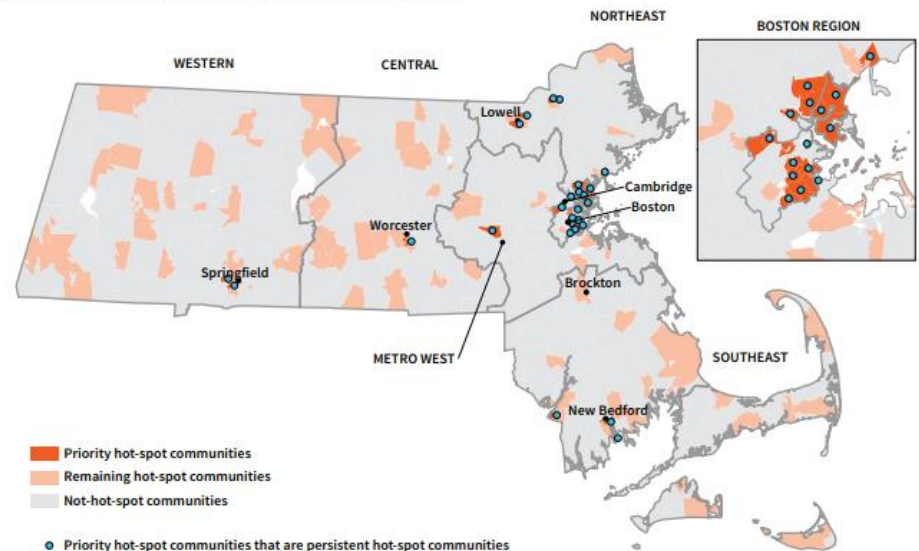 NORTHEAST
BOSTON REGION
WESTERN
CENTRAL
Lowell
Cambridge
Boston
Worcester
Springfield
Brockton
METRO WEST
SOUTHEAST
New Bedford
Priority hot-spot communities
Remaining hot-spot communities
Not-hot-spot communities
Priority hot-spot communities that are persistent hot-spot communities